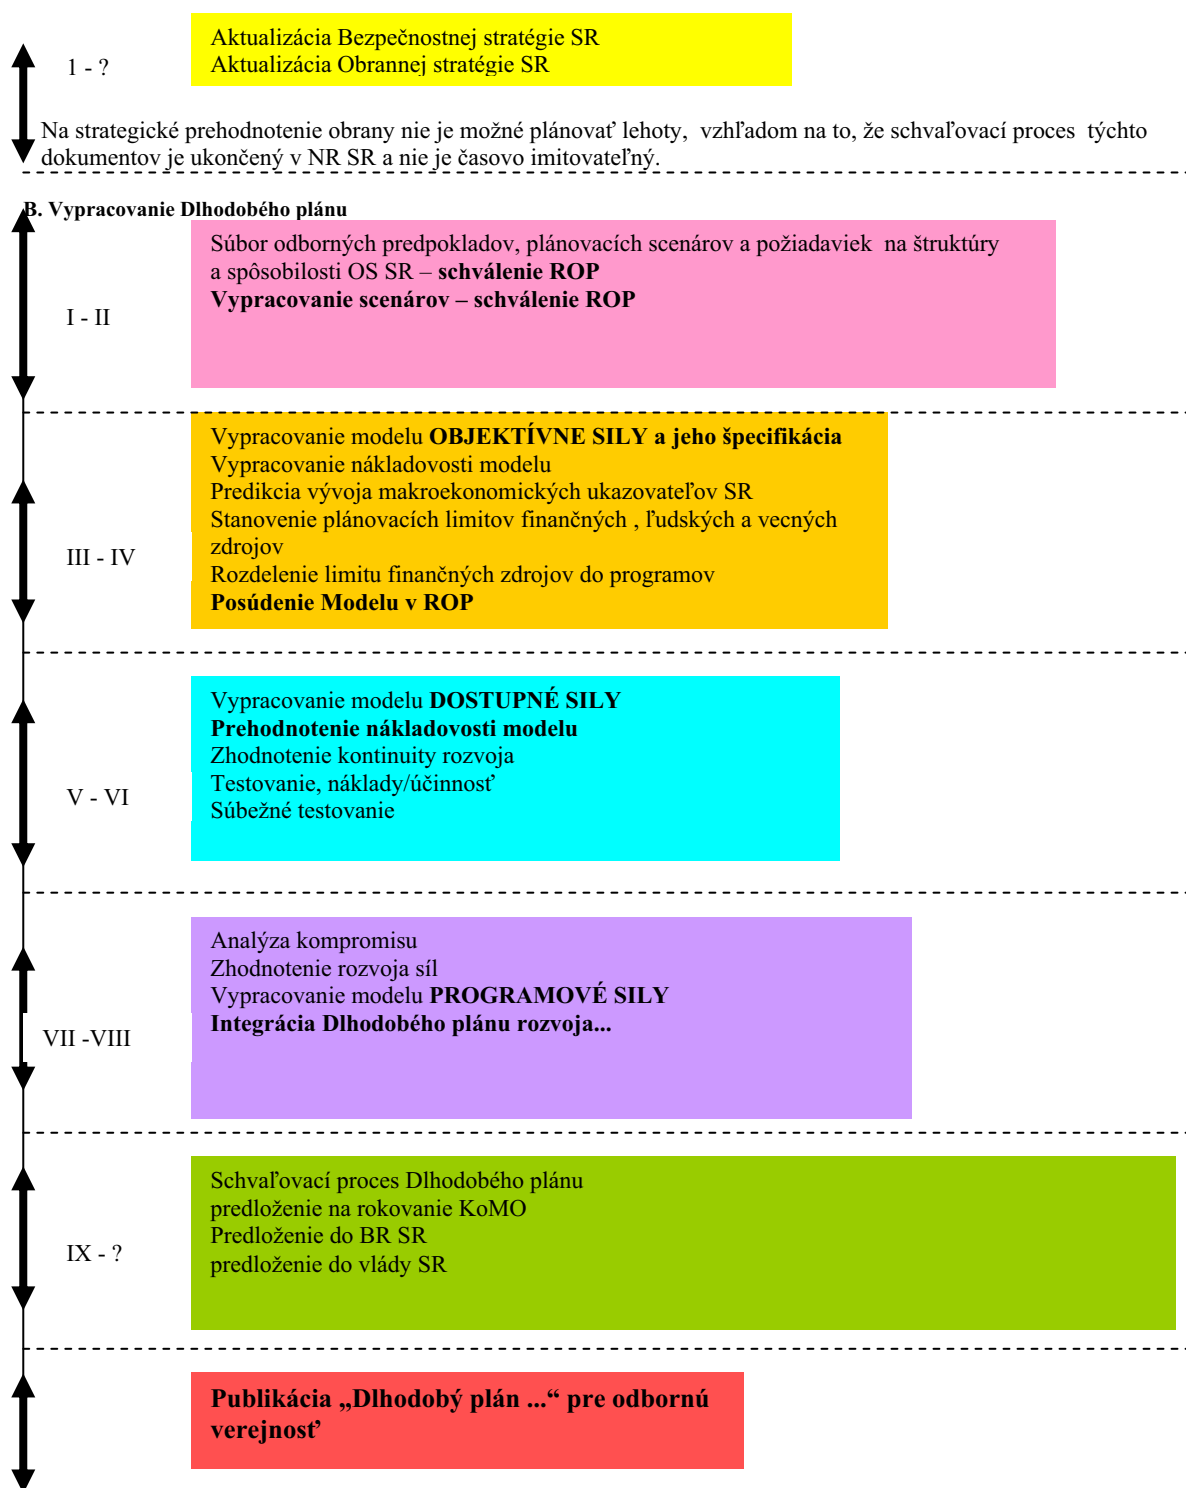 Aktualizácia Bezpečnostnej stratégie SR
Aktualizácia Obrannej stratégie SR
1 - ?
Na strategické prehodnotenie obrany nie je možné plánovať lehoty, vzhľadom na to, že schvaľovací proces týchto
dokumentov je ukončený v NR SR a nie je časovo imitovateľný.
B. Vypracovanie Dlhodobého plánu
Súbor odborných predpokladov, plánovacích scenárov a požiadaviek na štruktúry
a spôsobilosti OS SR – schválenie ROP
Vypracovanie scenárov – schválenie ROP
I - II
Vypracovanie modelu OBJEKTÍVNE SILY a jeho špecifikácia
Vypracovanie nákladovosti modelu
Predikcia vývoja makroekonomických ukazovateľov SR
Stanovenie plánovacích limitov finančných , ľudských a vecných
zdrojov
III - IV
Rozdelenie limitu finančných zdrojov do programov
Posúdenie Modelu v ROP
Vypracovanie modelu DOSTUPNÉ SILY
Prehodnotenie nákladovosti modelu
Zhodnotenie kontinuity rozvoja
Testovanie, náklady/účinnosť
V - VI
Súbežné testovanie
Analýza kompromisu
Zhodnotenie rozvoja síl
Vypracovanie modelu PROGRAMOVÉ SILY
Integrácia Dlhodobého plánu rozvoja...
VII -VIII
Schvaľovací proces Dlhodobého plánu
predloženie na rokovanie KoMO
Predloženie do BR SR
IX - ?
predloženie do vlády SR
Publikácia „Dlhodobý plán ...“ pre odbornú
verejnosť